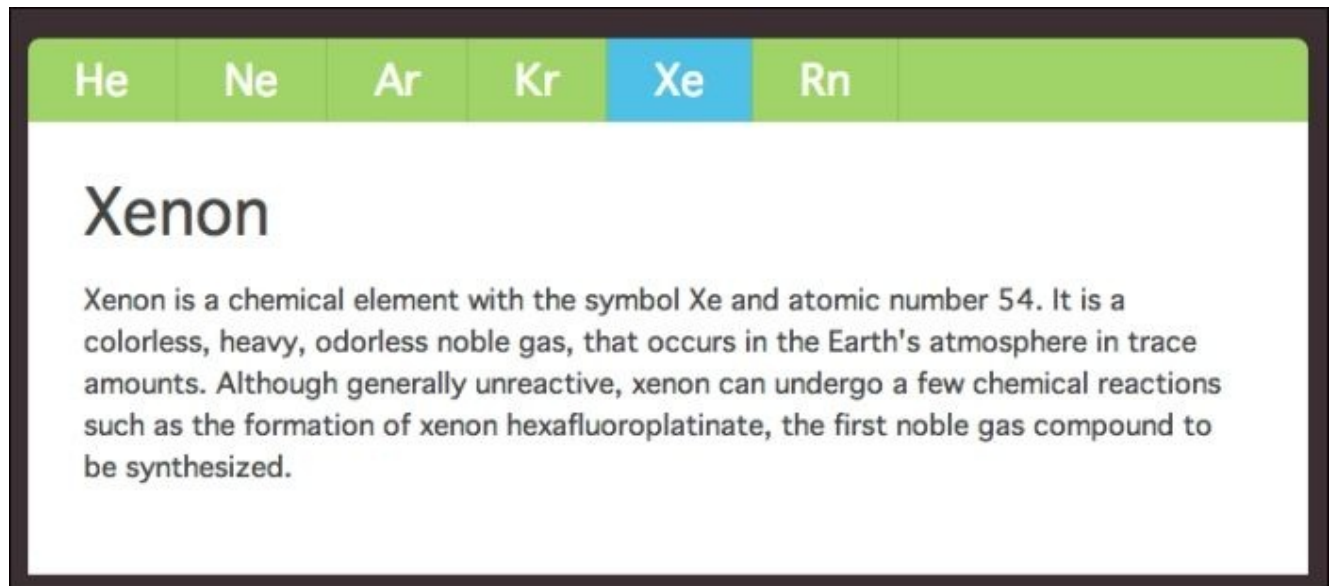 He Ne Ar Kr Xe Rn
Xenon
Xenon is a chemical element with the symbol Xe and atomic number 54. It is a
colorless, heavy, odorless noble gas, that occurs in the Earth's atmosphere in trace
amounts. Although generally unreactive, xenon can undergo a few chemical reactions
such as the formation of xenon hexafluoroplatinate, the first noble gas compound to
be synthesized.